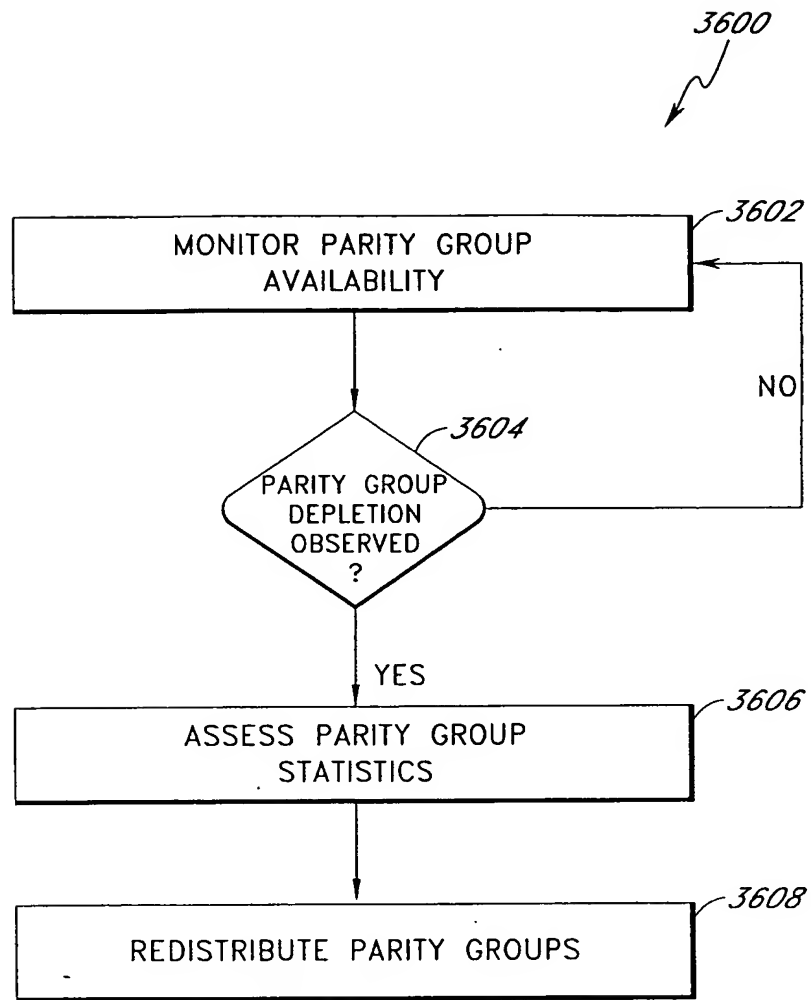 3600
3602
MONITOR PARITY GROUP
AVAILABILITY
NO
3604
PARITY GROUP
DEPLETION
OBSERVED
?
YES
3606
ASSESS PARITY GROUP
STATISTICS
3608
REDISTRIBUTE PARITY GROUPS